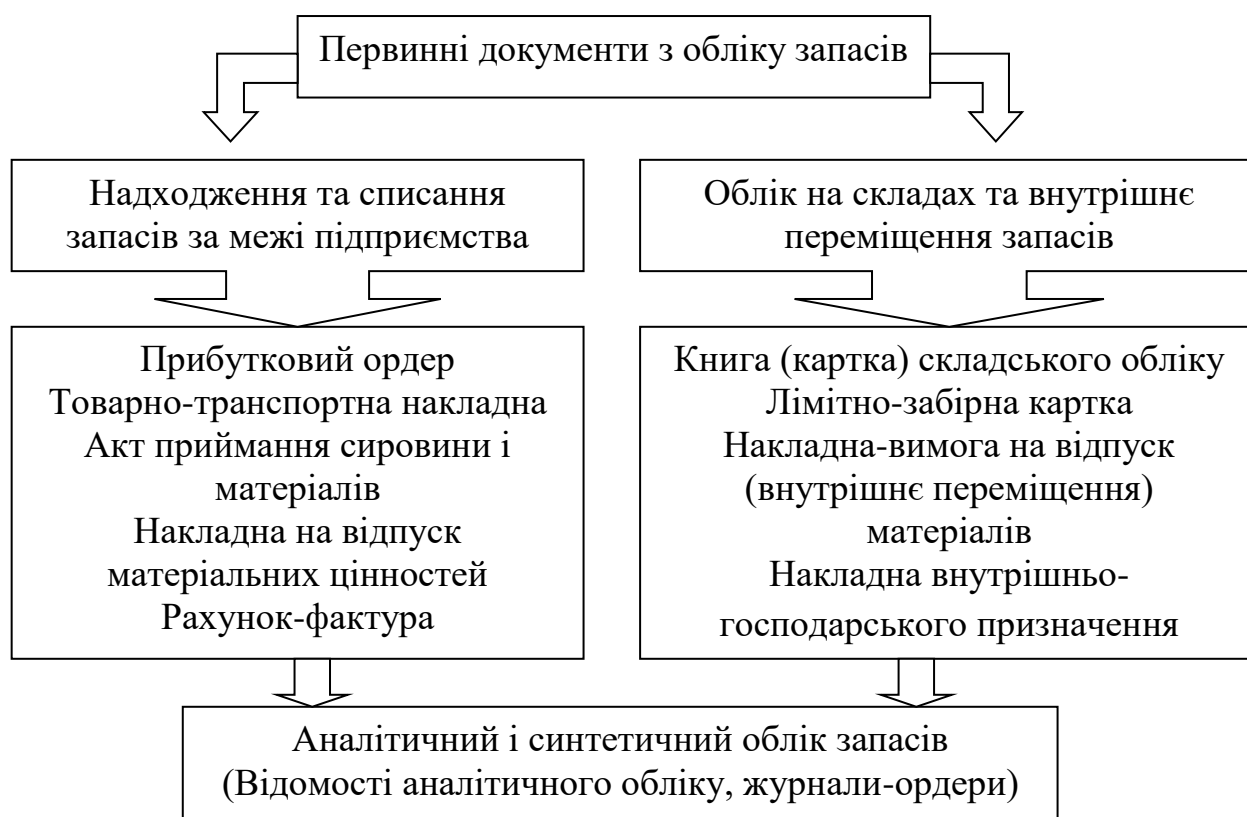 Первинні документи з обліку запасів
Надходження та списання
запасів за межі підприємства
Облік на складах та внутрішнє
переміщення запасів
Прибутковий ордер
Товарно-транспортна накладна
Акт приймання сировини і
матеріалів
Накладна на відпуск
матеріальних цінностей
Рахунок-фактура
Книга (картка) складського обліку
Лімітно-забірна картка
Накладна-вимога на відпуск
(внутрішнє переміщення)
матеріалів
Накладна внутрішньо-
господарського призначення
Аналітичний і синтетичний облік запасів
(Відомості аналітичного обліку, журнали-ордери)